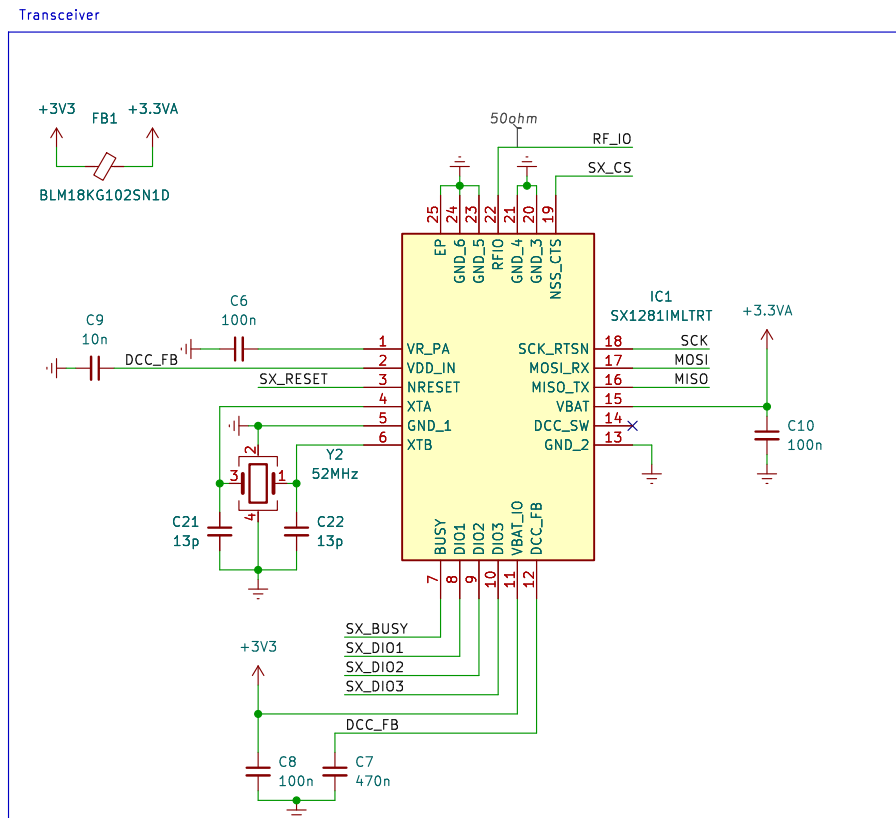 Transceiver
+3V3
FB1
+3.3VA
BLM18KG102SN1D
50ohm
RF_IO
SX_CS
25
24
23
22
21
20
19
EP
GND_6
GND_5
RFIO
GND_4
GND_3
NSS_CTS
IC1
SX1281IMLTRT
+3.3VA
C6
100n
C9
10n
DCC_FB
SX_RESET
1
2
3
4
5
6
VR_PA
VDD_IN
NRESET
XTA
GND_1
XTB
SCK_RTSN
MOSI_RX
MISO_TX
VBAT
DCC_SW
GND_2
18
17
16
15
14
13
SCK
MOSI
MISO
C10
100n
Y2
52MHz
2
3
1
4
C21
13p
C22
13p
BUSY
DIO1
DIO2
DIO3
VBAT_IO
DCC_FB
7
8
9
10
11
12
SX_BUSY
SX_DIO1
SX_DIO2
SX_DIO3
+3V3
DCC_FB
C8
100n
C7
470n